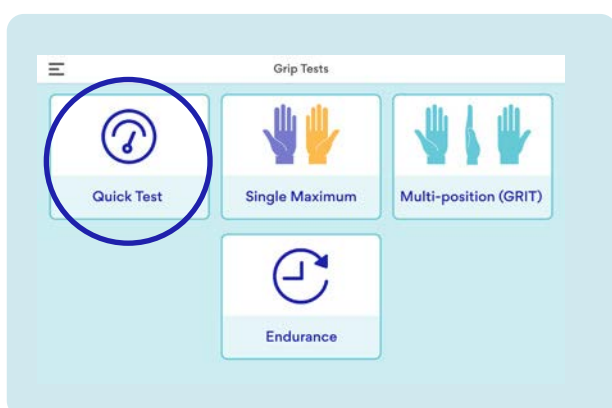 Grip Tests
Quick Test
Single Maximum
Multi-position (GRIT)
Endurance